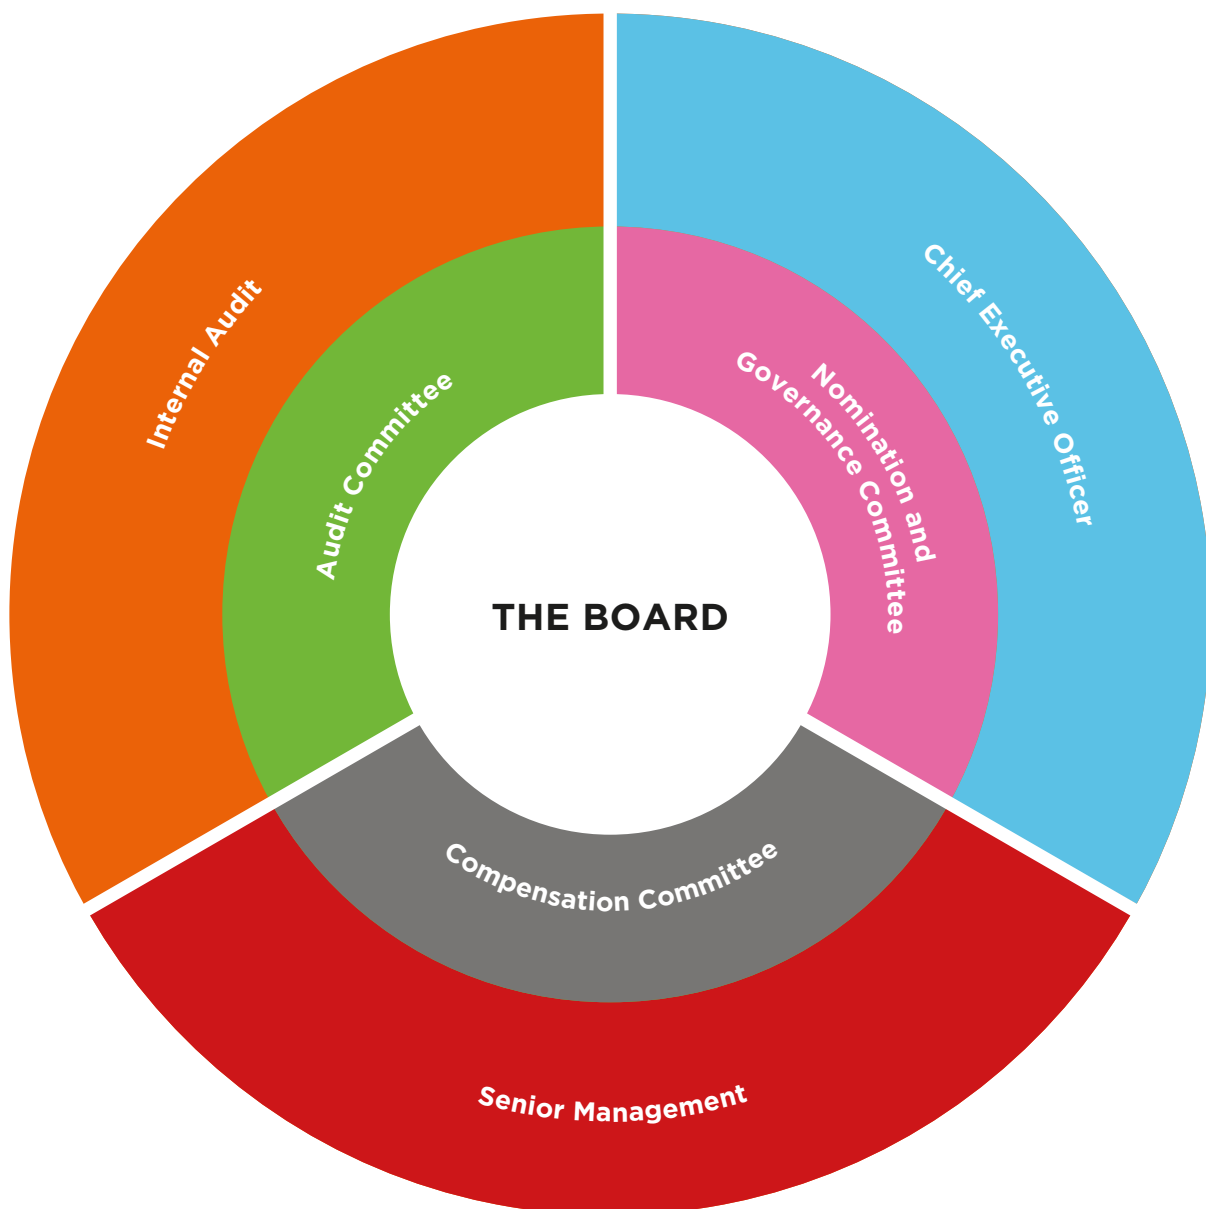 Internal Audit
Chief Executive Officer
Audit Committee
Nomination and
Governance Committee
THE BOARD
Compensation Committee
Senior Management